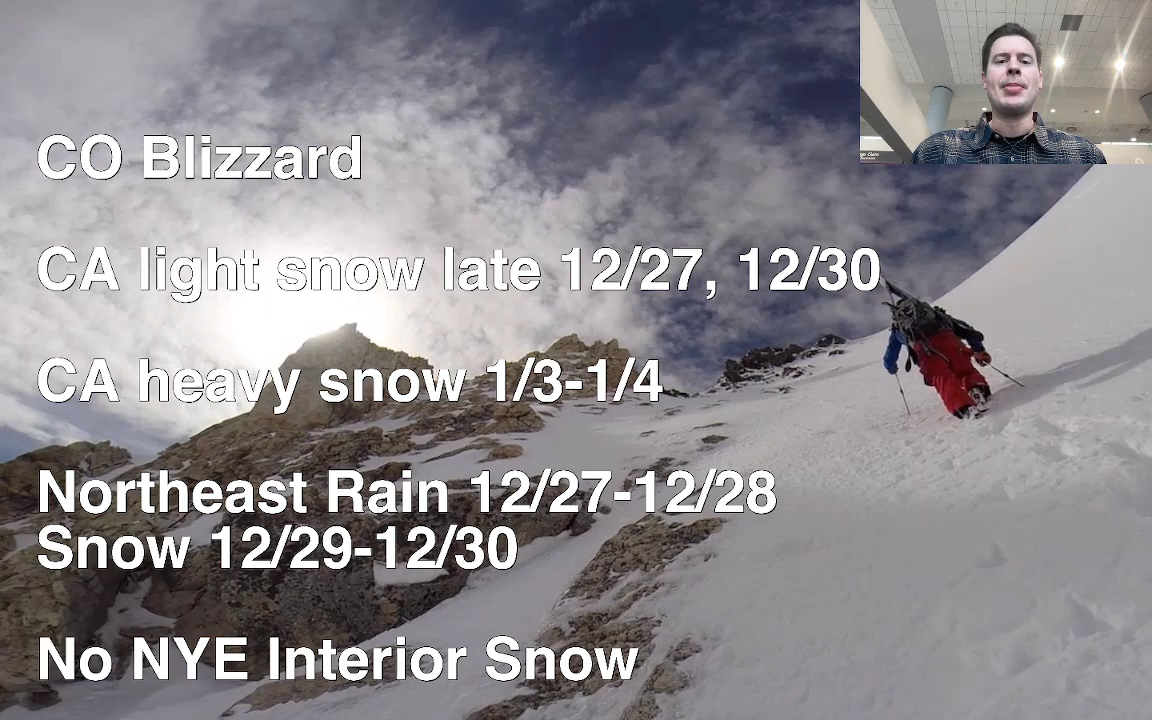 CO Blizzard
CA light snow late 12/27, 12/30
CA heavy snow 1/3-1/4
Northeast Rain 12/27-12/28
Snow 12/29-12/30
No NYE Interior Snow